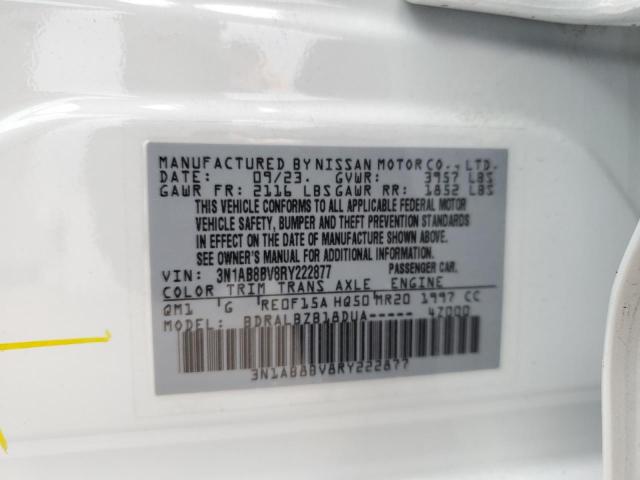 MANUFACTURED BY NISSAN MOTOR CO., LTD.
DATE: 09/23. GVWR: 3957 LBS
GAWR FR: 2116 LBS GAWR RR: 1852 LBS
THIS VEHICLE CONFORMS TO ALL APPLICABLE FEDERAL MOTOR
VEHICLE SAFETY, BUMPER AND THEFT PREVENTION STANDARDS
IN EFFECT ON THE DATE OF MANUFACTURE SHOWN ABOVE.
SEE OWNER'S MANUAL FOR ADDITIONAL INFORMATION.
VIN: 3N1AB8BV8RY222877 PASSENGER CAR.
COLOR TRIM TRANS AXLE ENGINE
QM1 G RE0F15A HQ50 MR20 1997 CC
MODEL: BDRALBZB18DUA----- 4Z000
3N1AB8BV8RY222877